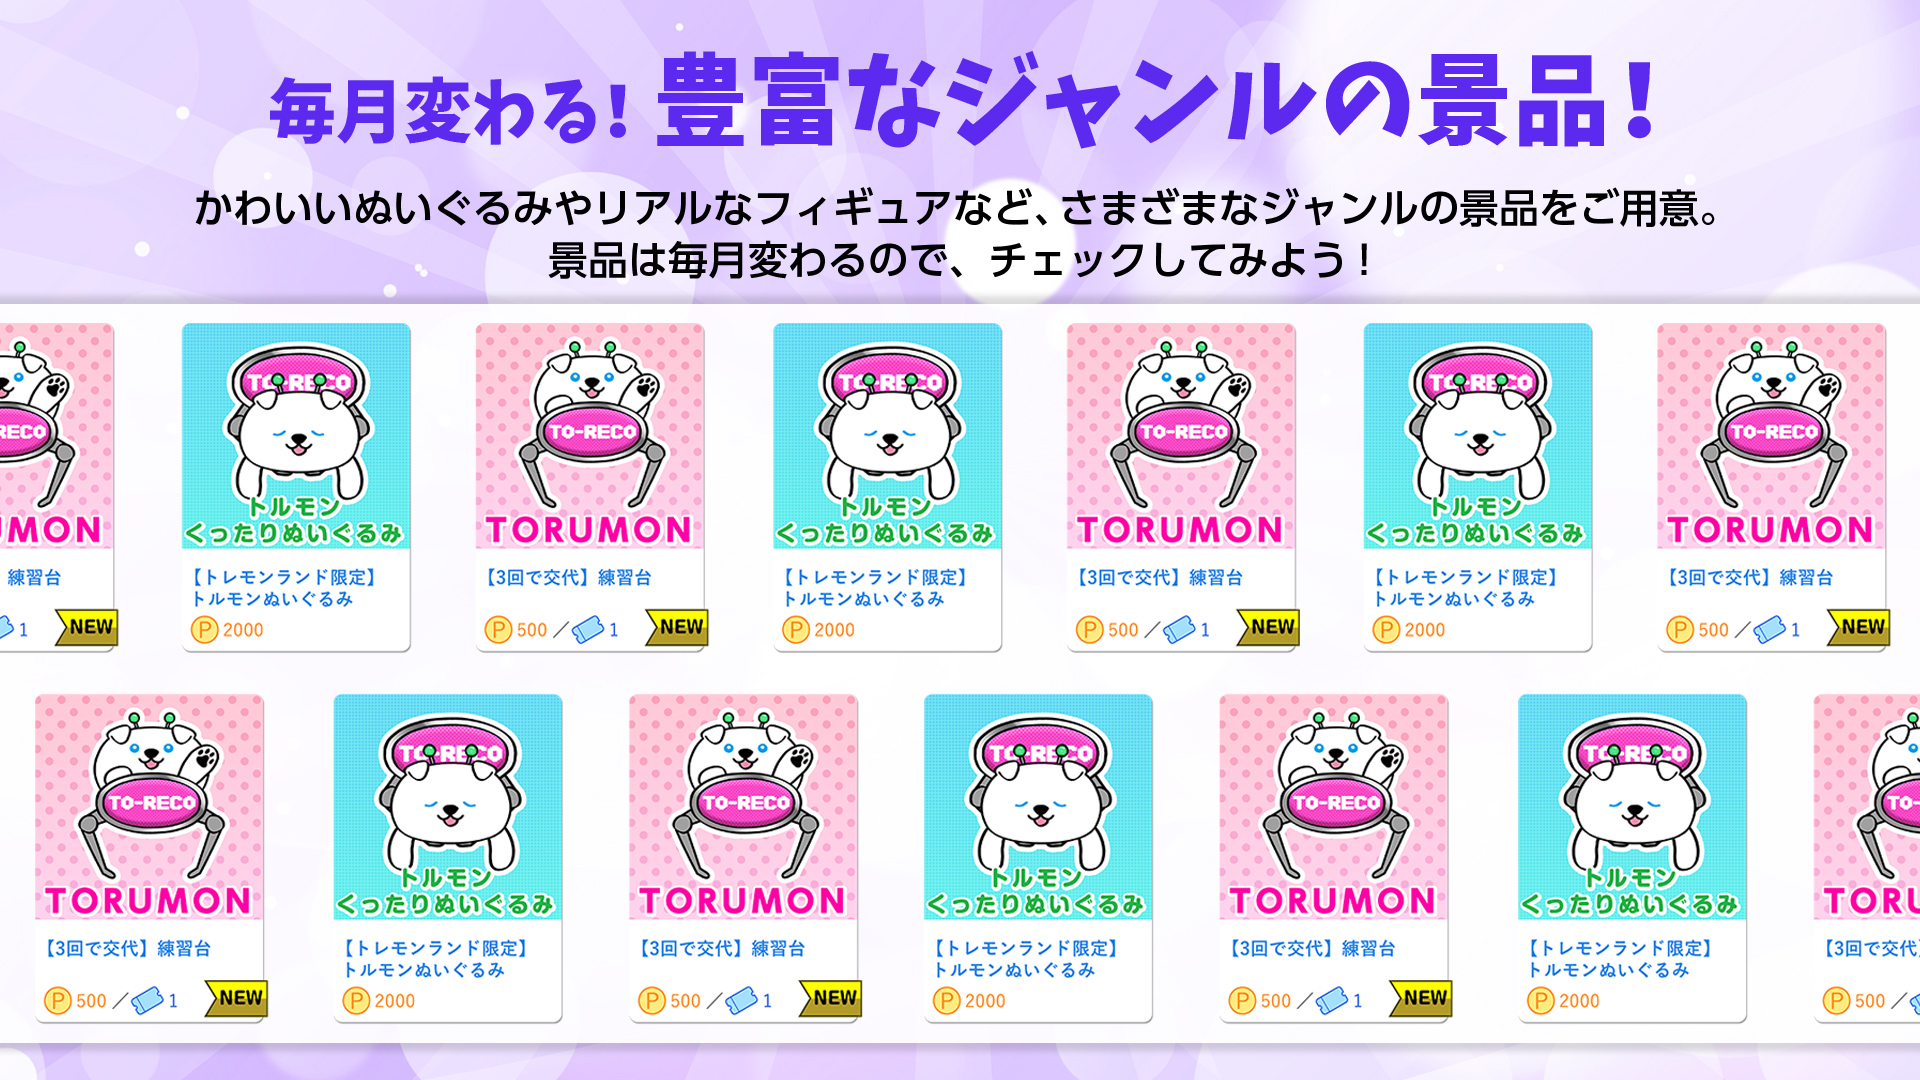 毎月変わる！豊富なジャンルの景品！
かわいいぬいぐるみやリアルなフィギュアなど、さまざまなジャンルの景品をご用意。
景品は毎月変わるので、チェックしてみよう！
RECO
UMON
練習台
1
NEW
TO-RECO
トルモン
くったりぬいぐるみ
【トレモンランド限定】
トルモンぬいぐるみ
P 2000
TO-RECO
TORUMON
【3回で交代】練習台
P 500／1
NEW
TO-RECO
トルモン
くったりぬいぐるみ
【トレモンランド限定】
トルモンぬいぐるみ
P 2000
TO-RECO
TORUMON
【3回で交代】練習台
P 500／1
NEW
TO-RECO
トルモン
くったりぬいぐるみ
【トレモンランド限定】
トルモンぬいぐるみ
P 2000
TO-RECO
TORUMON
【3回で交代】練習台
P 500／1
NEW
TO-RECO
TORUMON
【3回で交代】練習台
P 500／1
NEW
TO-RECO
トルモン
くったりぬいぐるみ
【トレモンランド限定】
トルモンぬいぐるみ
P 2000
TO-RECO
TORUMON
【3回で交代】練習台
P 500／1
NEW
TO-RECO
トルモン
くったりぬいぐるみ
【トレモンランド限定】
トルモンぬいぐるみ
P 2000
TO-RECO
TORUMON
【3回で交代】練習台
P 500／1
NEW
TO-RECO
トルモン
くったりぬいぐるみ
【トレモンランド限定】
トルモンぬいぐるみ
P 2000
TO-
TORU
【3回で交代】
P 500／